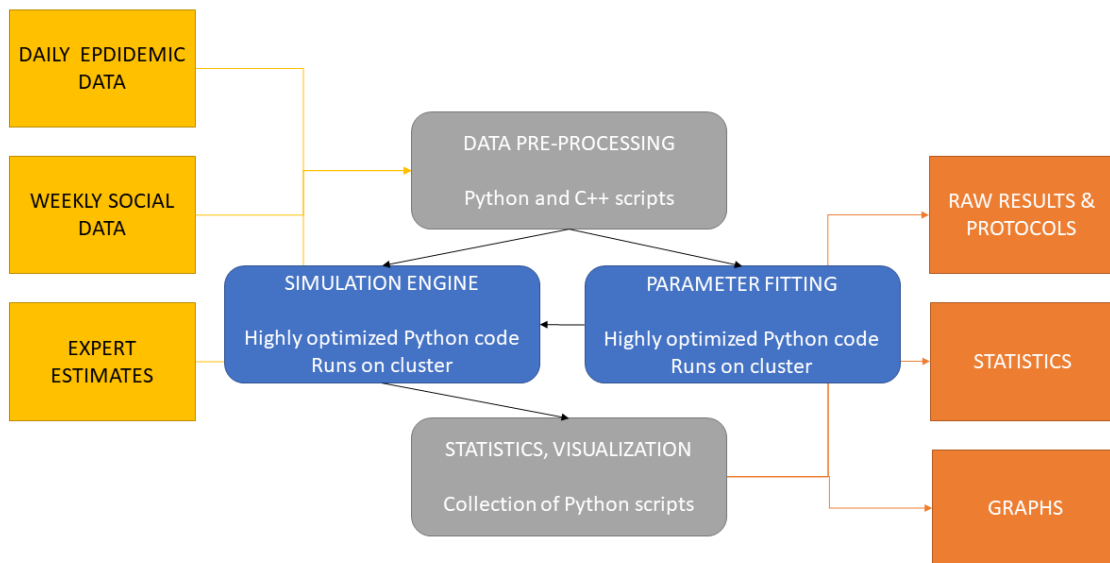 DAILY EPDIDEMIC
DATA
WEEKLY SOCIAL
DATA
EXPERT
ESTIMATES
DATA PRE-PROCESSING
Python and C++ scripts
SIMULATION ENGINE
Highly optimized Python code
Runs on cluster
PARAMETER FITTING
Highly optimized Python code
Runs on cluster
STATISTICS, VISUALIZATION
Collection of Python scripts
RAW RESULTS &
PROTOCOLS
STATISTICS
GRAPHS